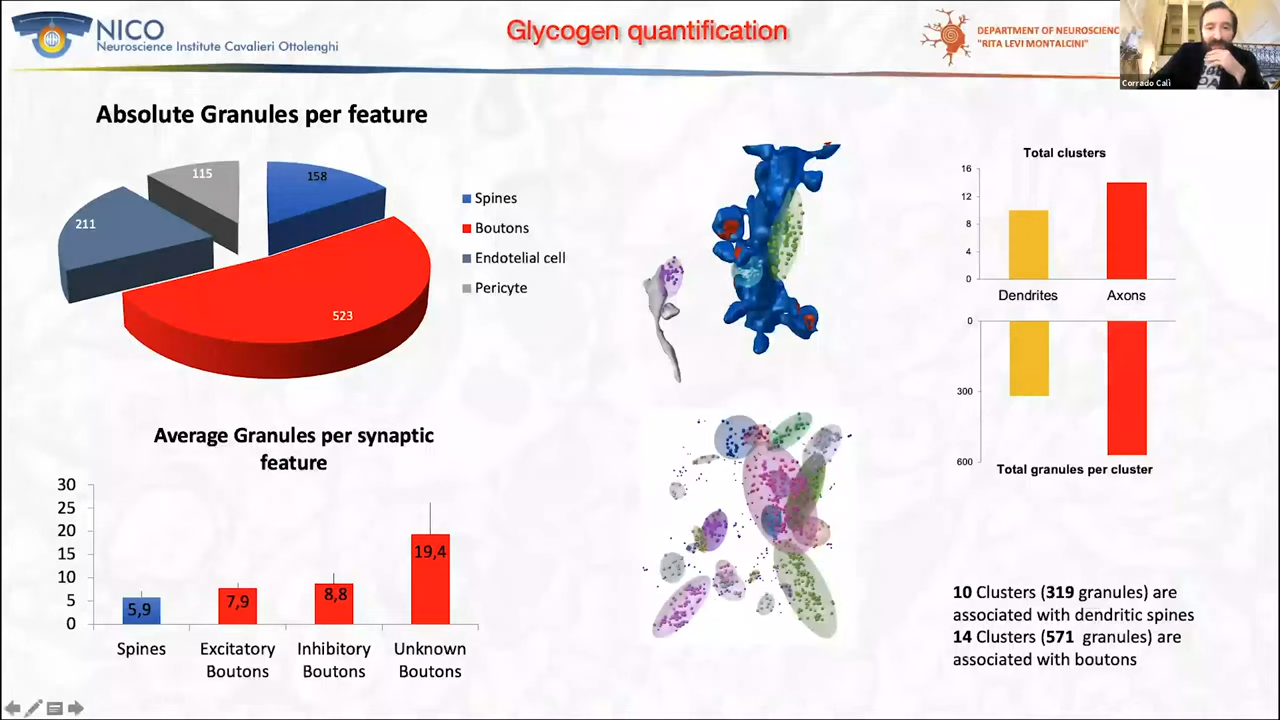 NICO
Neuroscience Institute Cavalieri Ottolenghi
Glycogen quantification
DEPARTMENT OF NEUROSCIENC
"RITA LEVI MONTALCINI"
Corrado Calì
Absolute Granules per feature
115
158
211
523
Spines
Boutons
Endotelial cell
Pericyte
Average Granules per synaptic
feature
30
25
20
15
10
5
0
5,9
7,9
8,8
19,4
Spines
Excitatory
Boutons
Inhibitory
Boutons
Unknown
Boutons
Total clusters
16
12
8
4
0
Dendrites
Axons
0
300
600
Total granules per cluster
10 Clusters (319 granules) are
associated with dendritic spines
14 Clusters (571 granules) are
associated with boutons